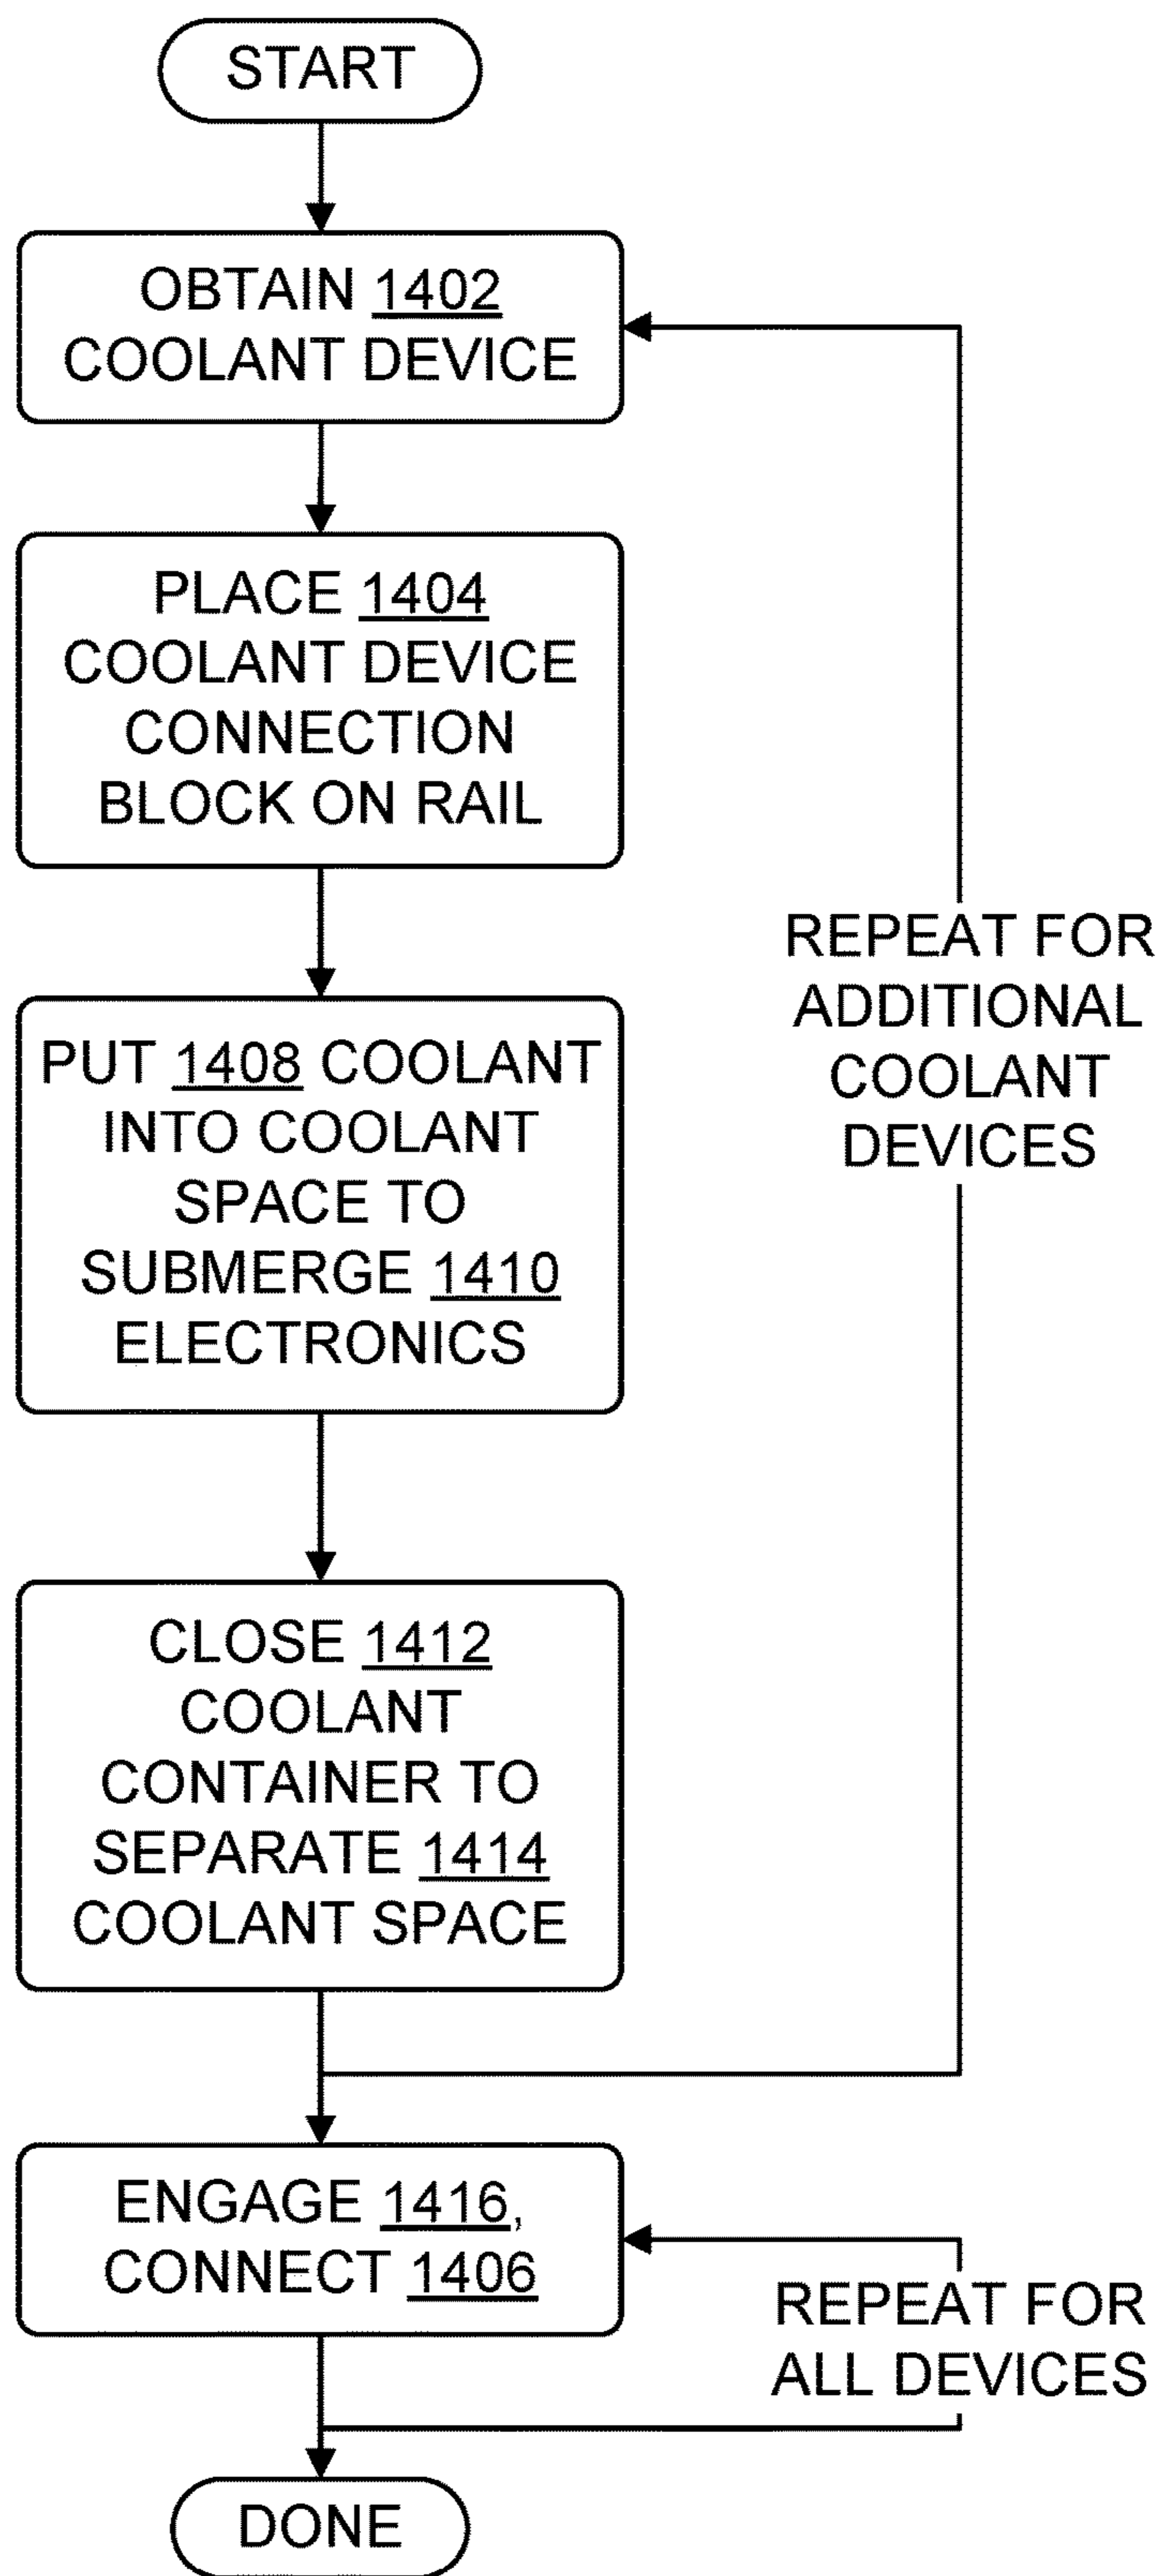 START
OBTAIN 1402
COOLANT DEVICE
PLACE 1404
COOLANT DEVICE
CONNECTION
BLOCK ON RAIL
REPEAT FOR
ADDITIONAL
COOLANT
DEVICES
PUT 1408 COOLANT
INTO COOLANT
SPACE TO
SUBMERGE 1410
ELECTRONICS
CLOSE 1412
COOLANT
CONTAINER TO
SEPARATE 1414
COOLANT SPACE
ENGAGE 1416,
CONNECT 1406
REPEAT FOR
ALL DEVICES
DONE